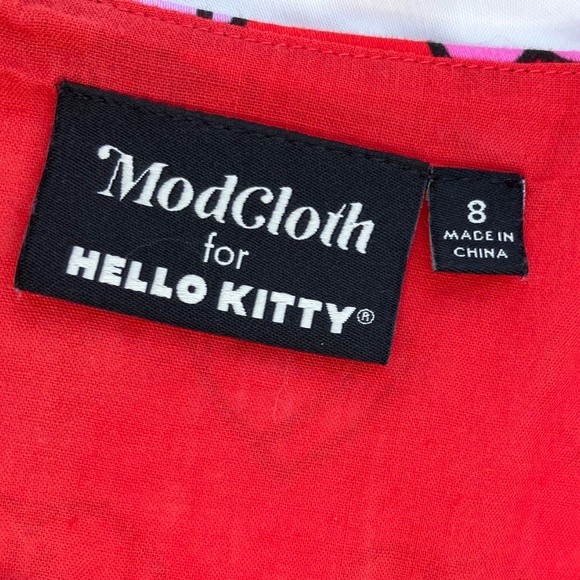 ModCloth
for
HELLO KITTY®
8
MADE IN
CHINA